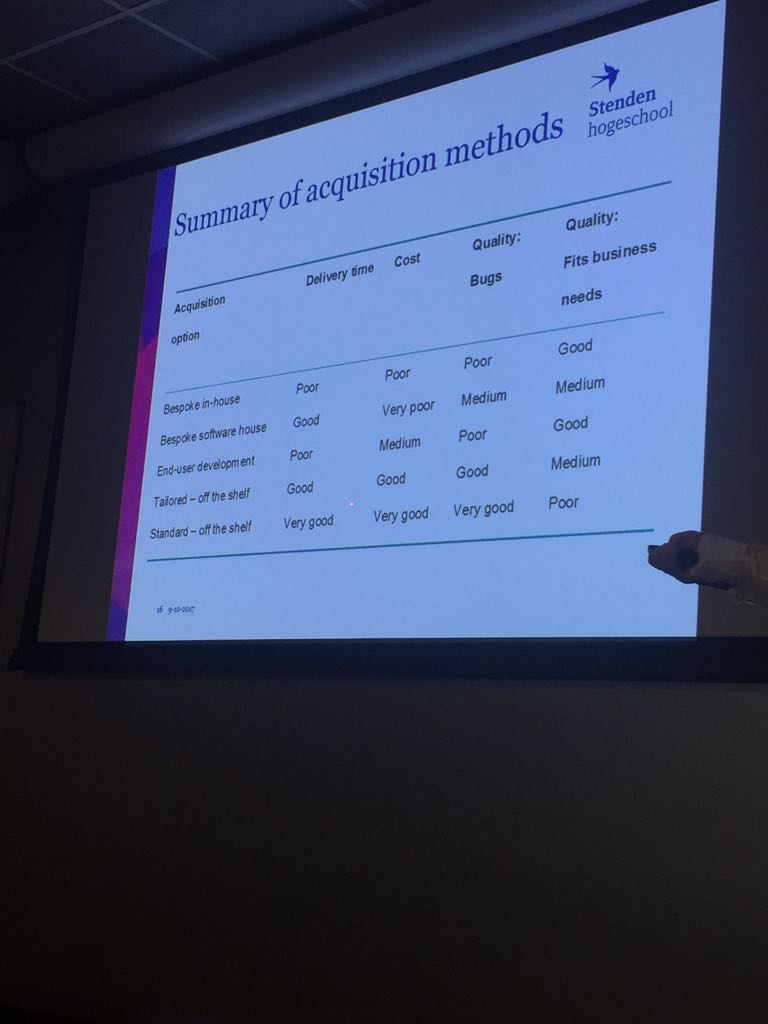 Stenden
hogeschool
Summary of acquisition methods
Acquisition option Delivery time Cost Quality: Bugs Quality: Fits business needs
Bespoke in-house Poor Poor Poor Good
Bespoke software house Good Very poor Medium Medium
End-user development Poor Medium Poor Good
Tailored – off the shelf Good Good Good Medium
Standard – off the shelf Very good Very good Very good Poor
16 9-10-2017